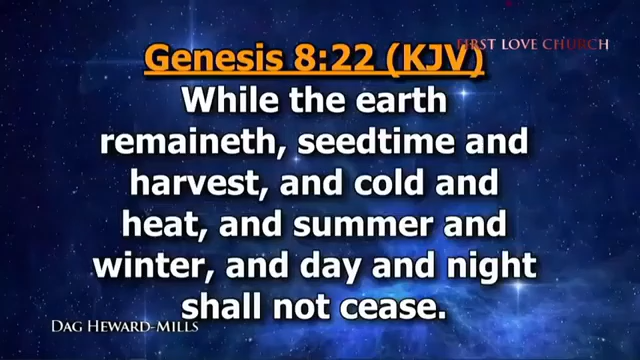 FIRST LOVE CHURCH
Genesis 8:22 (KJV)
While the earth
remaineth, seedtime and
harvest, and cold and
heat, and summer and
winter, and day and night
shall not cease.
DAG HEWARD-MILLS